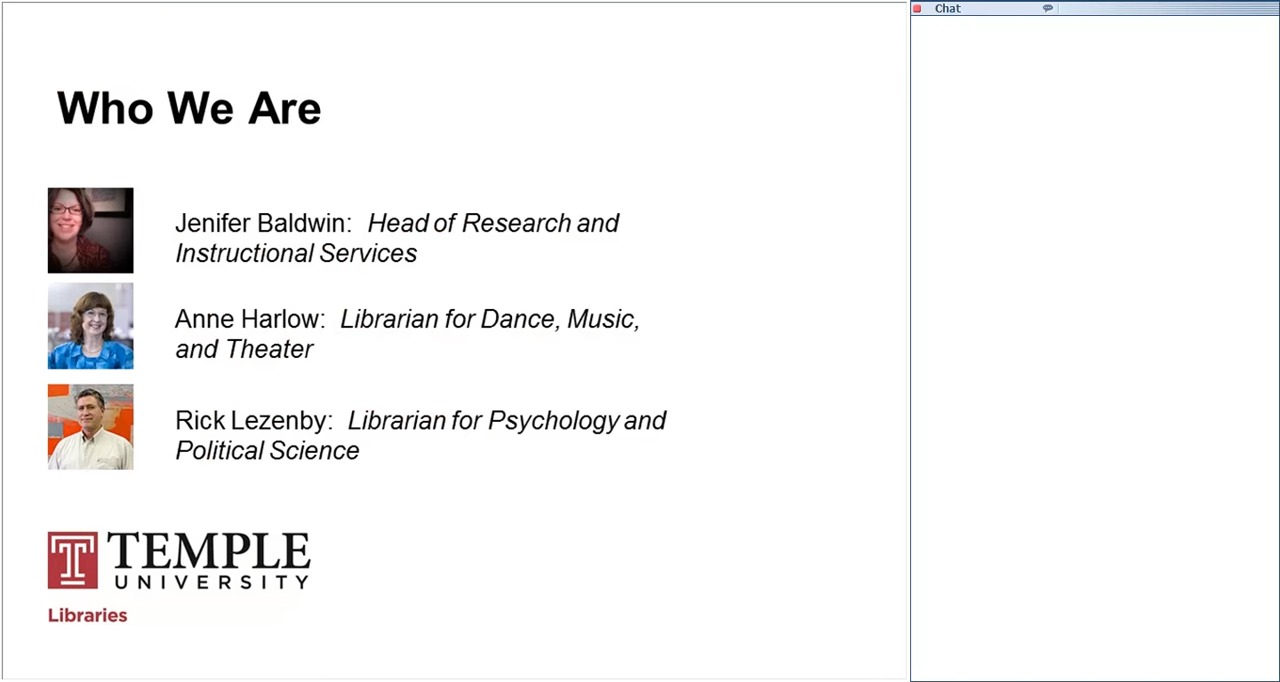 Chat
Who We Are
Jenifer Baldwin: Head of Research and
Instructional Services
Anne Harlow: Librarian for Dance, Music,
and Theater
Rick Lezenby: Librarian for Psychology and
Political Science
T TEMPLE
UNIVERSITY
Libraries